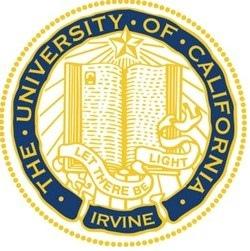 · THE · UNIVERSITY · OF · CALIFORNIA ·
LET THERE BE LIGHT
IRVINE